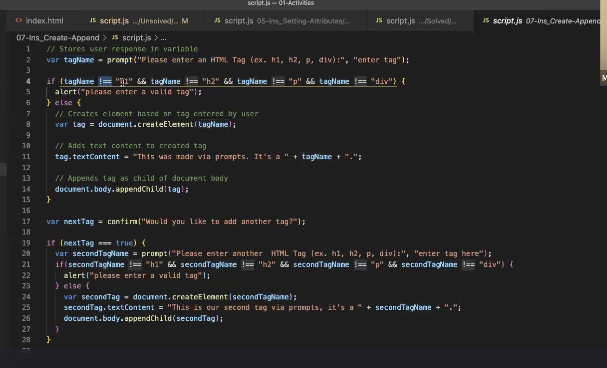 script.js — 01-Activities
index.html
script.js .../Unsolved/... M
script.js 05-Ins_Setting-Attributes/...
script.js .../Solved/...
script.js 07-Ins_Create-Append
07-Ins_Create-Append > JS script.js > ...
1 // Stores user response in variable
2 var tagName = prompt("Please enter an HTML Tag (ex. h1, h2, p, div):", "enter tag");
3
4 if (tagName !== "h1" && tagName !== "h2" && tagName !== "p" && tagName !== "div") {
5 alert("please enter a valid tag");
6 } else {
7 // Creates element based on tag entered by user
8 var tag = document.createElement(tagName);
9
10 // Adds text content to created tag
11 tag.textContent = "This was made via prompts. It's a " + tagName + ".";
12
13 // Appends tag as child of document body
14 document.body.appendChild(tag);
15 }
16
17 var nextTag = confirm("Would you like to add another tag?");
18
19 if (nextTag === true) {
20 var secondTagName = prompt("Please enter another  HTML Tag (ex. h1, h2, p, div):", "enter tag here");
21 if(secondTagName !== "h1" && secondTagName !== "h2" && secondTagName !== "p" && secondTagName !== "div") {
22 alert("please enter a valid tag");
23 } else {
24 var secondTag = document.createElement(secondTagName);
25 secondTag.textContent = "This is our second tag via prompts, it's a " + secondTagName + ".";
26 document.body.appendChild(secondTag);
27 }
28 }